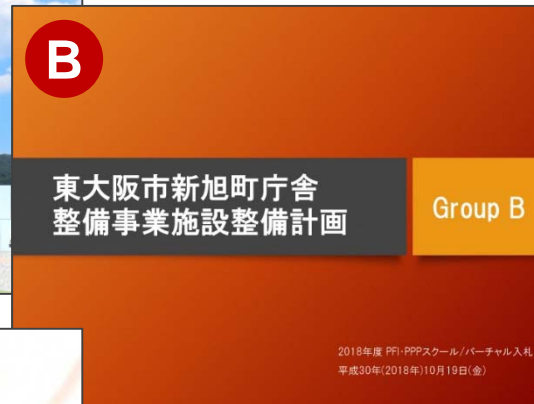 B
東大阪市新旭町庁舎
整備事業施設整備計画
Group B
2018年度 PFI・PPPスクール/バーチャル入札
平成30年(2018年)10月19日(金)